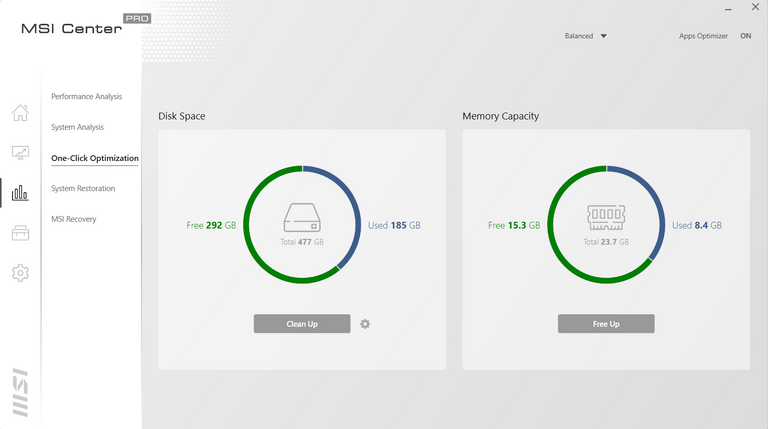 MSI Center PRO
Balanced
Apps Optimizer ON
Performance Analysis
System Analysis
One-Click Optimization
System Restoration
MSI Recovery
Disk Space
Free 292 GB
Total 477 GB
Used 185 GB
Clean Up
Memory Capacity
Free 15.3 GB
Total 23.7 GB
Used 8.4 GB
Free Up
msi